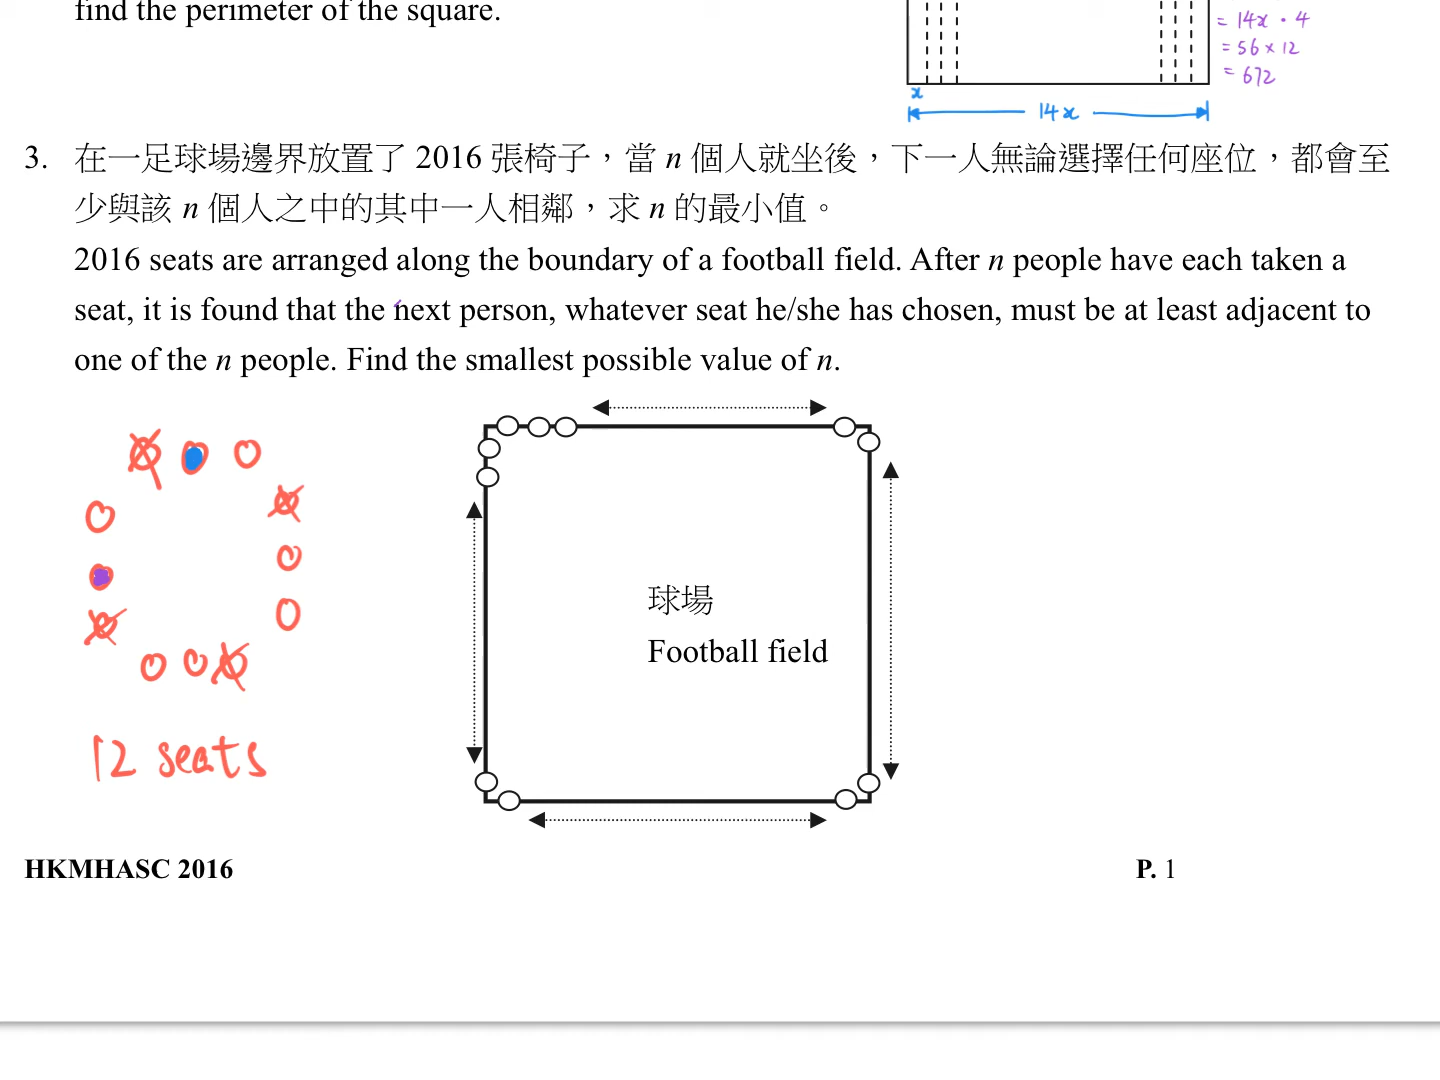 find the perimeter of the square.
= 14x · 4
= 56 × 12
= 672
x
14x
3. 在一足球場邊界放置了 2016 張椅子，當 n 個人就坐後，下一人無論選擇任何座位，都會至
少與該 n 個人之中的其中一人相鄰，求 n 的最小值。
2016 seats are arranged along the boundary of a football field. After n people have each taken a
seat, it is found that the next person, whatever seat he/she has chosen, must be at least adjacent to
one of the n people. Find the smallest possible value of n.
球場
Football field
12 seats
HKMHASC 2016
P. 1